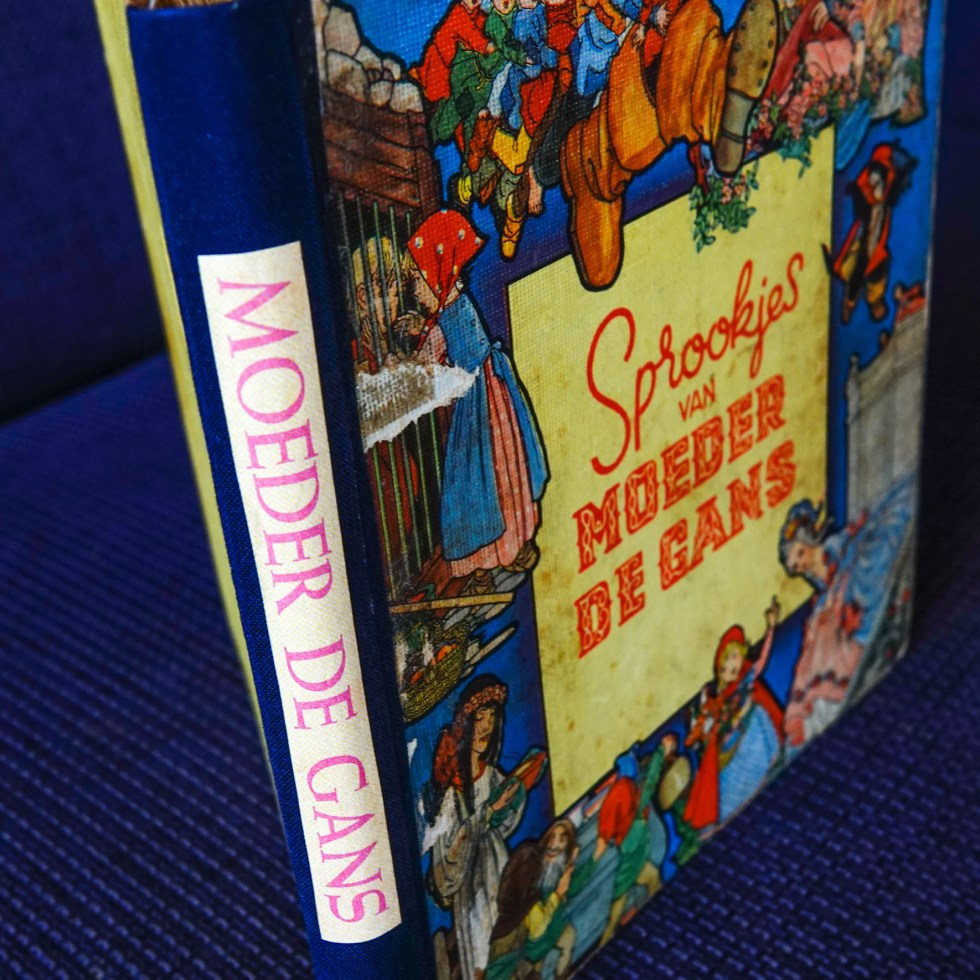 MOEDER DE GANS
Sprookjes
VAN
MOEDER
DE GANS